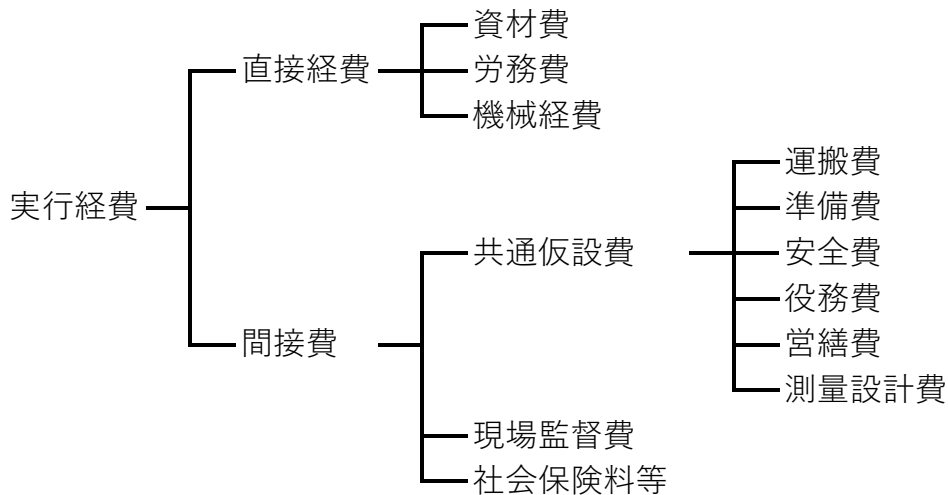 資材費
直接経費
労務費
機械経費
運搬費
実行経費
準備費
共通仮設費
安全費
役務費
間接費
営繕費
測量設計費
現場監督費
社会保険料等